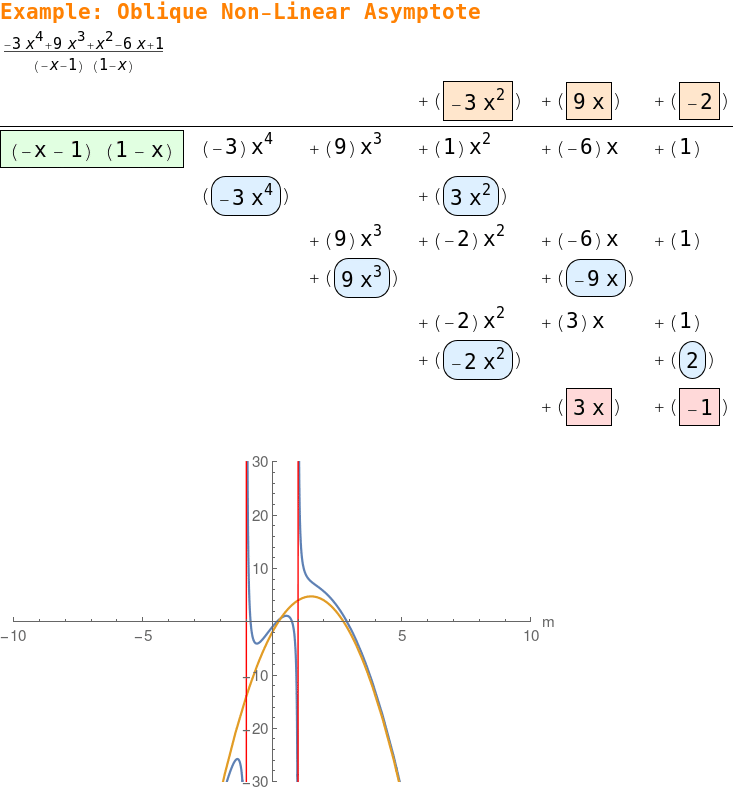 Example: Oblique Non-Linear Asymptote
−3 x⁴+9 x³+x²−6 x+1
(−x−1) (1−x)
+ ( −3 x² ) + ( 9 x ) + ( −2 )
(−x − 1) (1 − x) (−3) x⁴ + (9) x³ + (1) x² + (−6) x + (1)
( −3 x⁴ ) + ( 3 x² )
+ (9) x³ + (−2) x² + (−6) x + (1)
+ ( 9 x³ ) + ( −9 x )
+ (−2) x² + (3) x + (1)
+ ( −2 x² ) + ( 2 )
+ ( 3 x ) + ( −1 )
30
20
10
m
−10 −5 5 10
−10
−20
−30